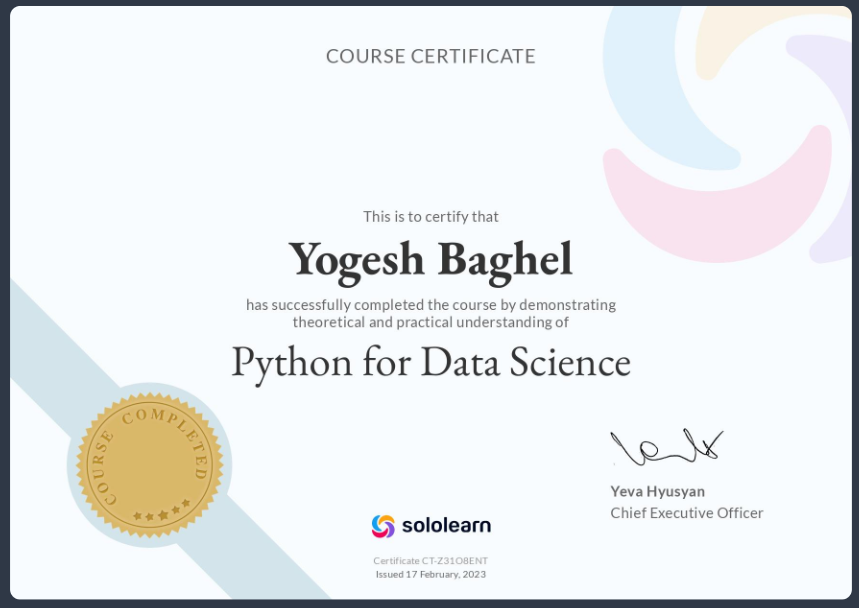 COURSE CERTIFICATE
This is to certify that
Yogesh Baghel
has successfully completed the course by demonstrating
theoretical and practical understanding of
Python for Data Science
COURSE COMPLETED
Yeva Hyusyan
Chief Executive Officer
sololearn
Certificate CT-Z31O8ENT
Issued 17 February, 2023